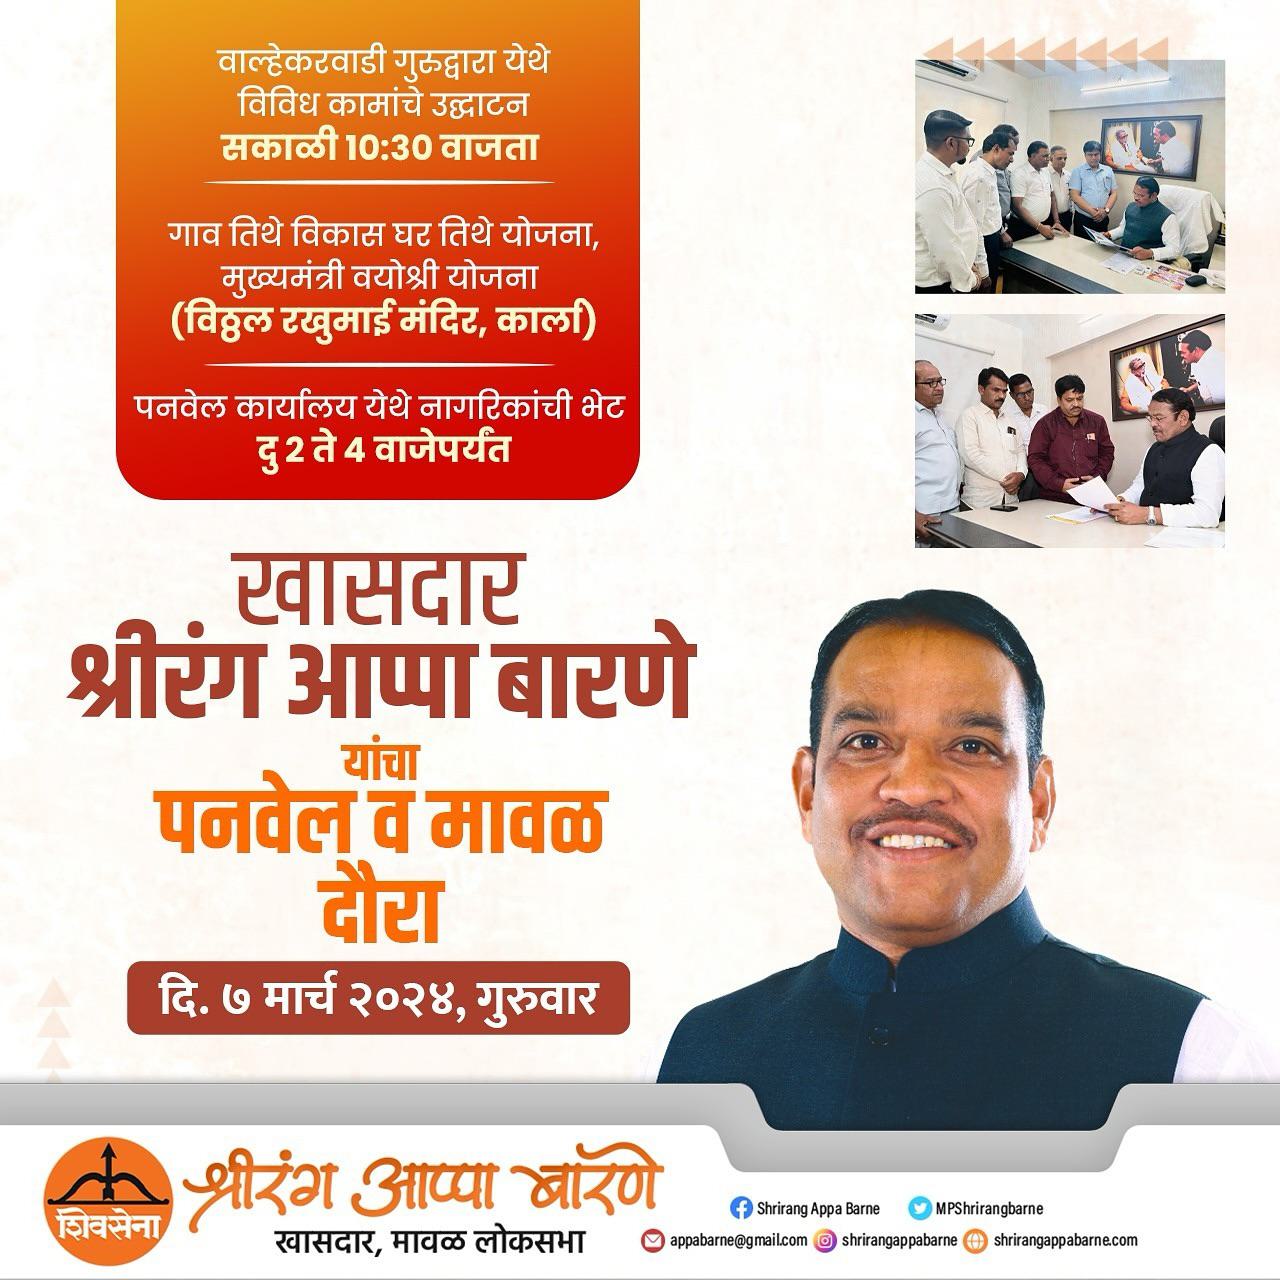 वाल्हेकरवाडी गुरुद्वारा येथे
विविध कामांचे उद्घाटन
सकाळी 10:30 वाजता
गाव तिथे विकास घर तिथे योजना,
मुख्यमंत्री वयोश्री योजना
(विठ्ठल रखुमाई मंदिर, कार्ला)
पनवेल कार्यालय येथे नागरिकांची भेट
दु 2 ते 4 वाजेपर्यंत
खासदार
श्रीरंग आप्पा बारणे
यांचा
पनवेल व मावळ
दौरा
दि. ७ मार्च २०२४, गुरुवार
शिवसेना
श्रीरंग आप्पा बारणे
खासदार, मावळ लोकसभा
Shrirang Appa Barne MPShrirangbarne
appabarne@gmail.com shrirangappabarne shrirangappabarne.com